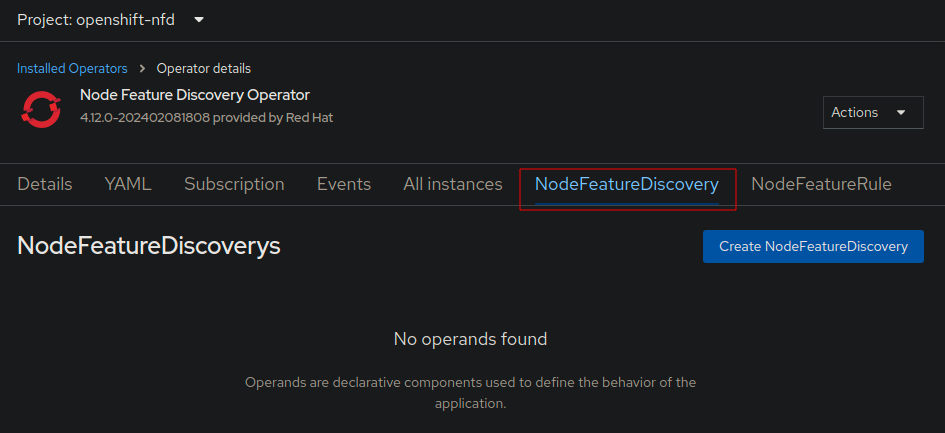 Project: openshift-nfd
Installed Operators > Operator details
Node Feature Discovery Operator
4.12.0-202402081808 provided by Red Hat
Actions
Details YAML Subscription Events All instances NodeFeatureDiscovery NodeFeatureRule
NodeFeatureDiscoverys
Create NodeFeatureDiscovery
No operands found
Operands are declarative components used to define the behavior of the
application.